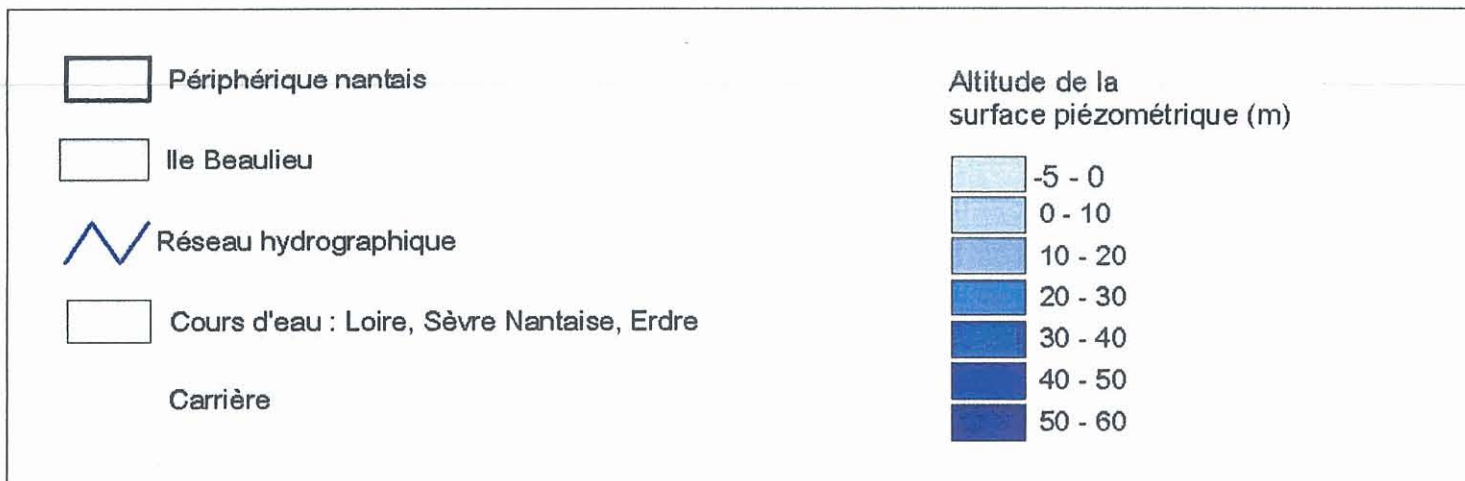 Périphérique nantais
Ile Beaulieu
Réseau hydrographique
Cours d'eau : Loire, Sèvre Nantaise, Erdre
Carrière
Altitude de la
surface piézométrique (m)
-5 - 0
0 - 10
10 - 20
20 - 30
30 - 40
40 - 50
50 - 60